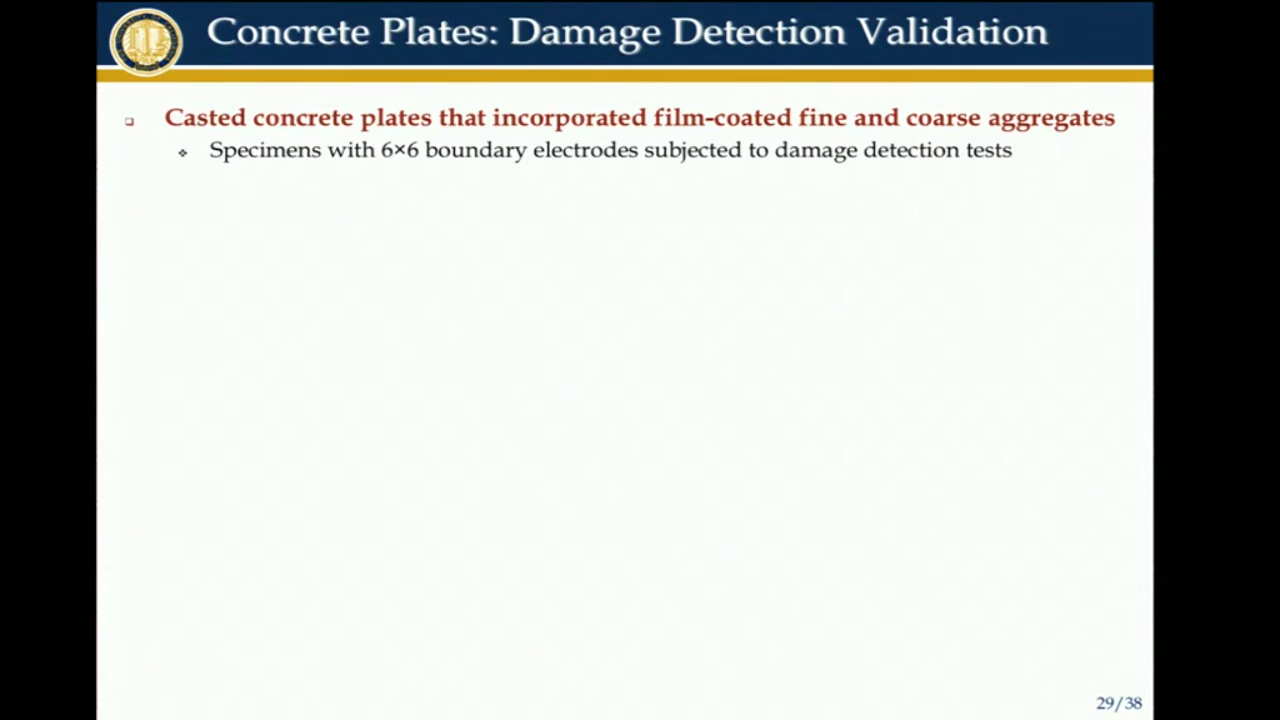 Concrete Plates: Damage Detection Validation
Casted concrete plates that incorporated film-coated fine and coarse aggregates
Specimens with 6×6 boundary electrodes subjected to damage detection tests
29/38